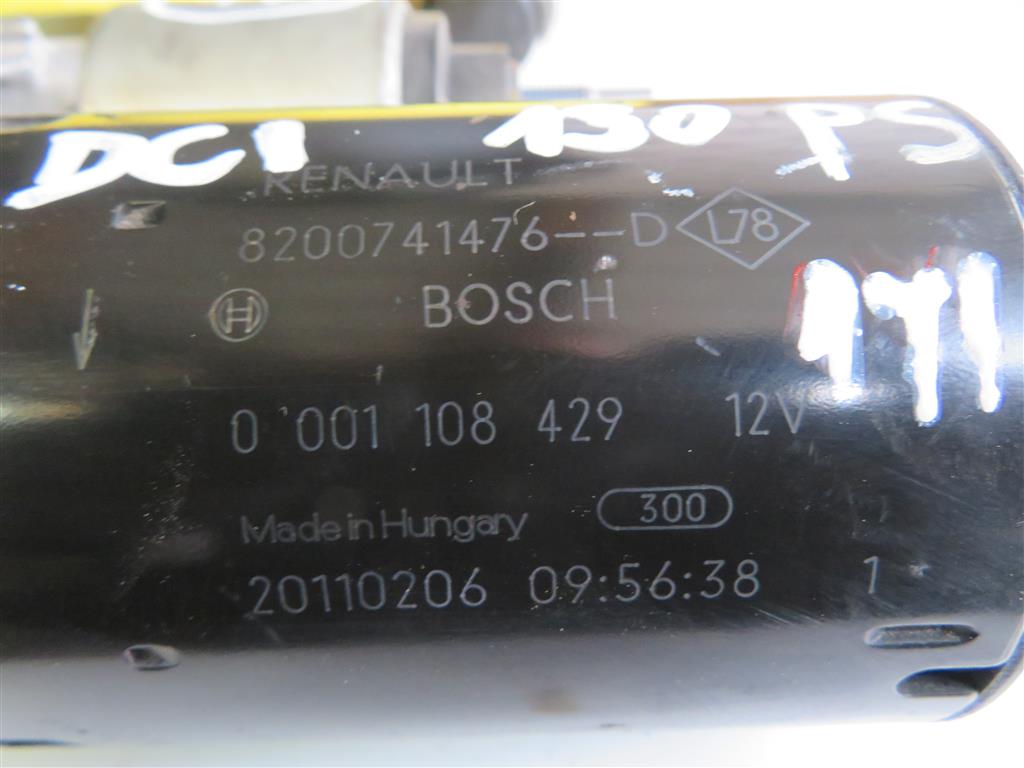 DCI 130 PS
RENAULT
8200741476--D L78
H BOSCH
0 001 108 429 12V
Made in Hungary 300
20110206 09:56:38 1